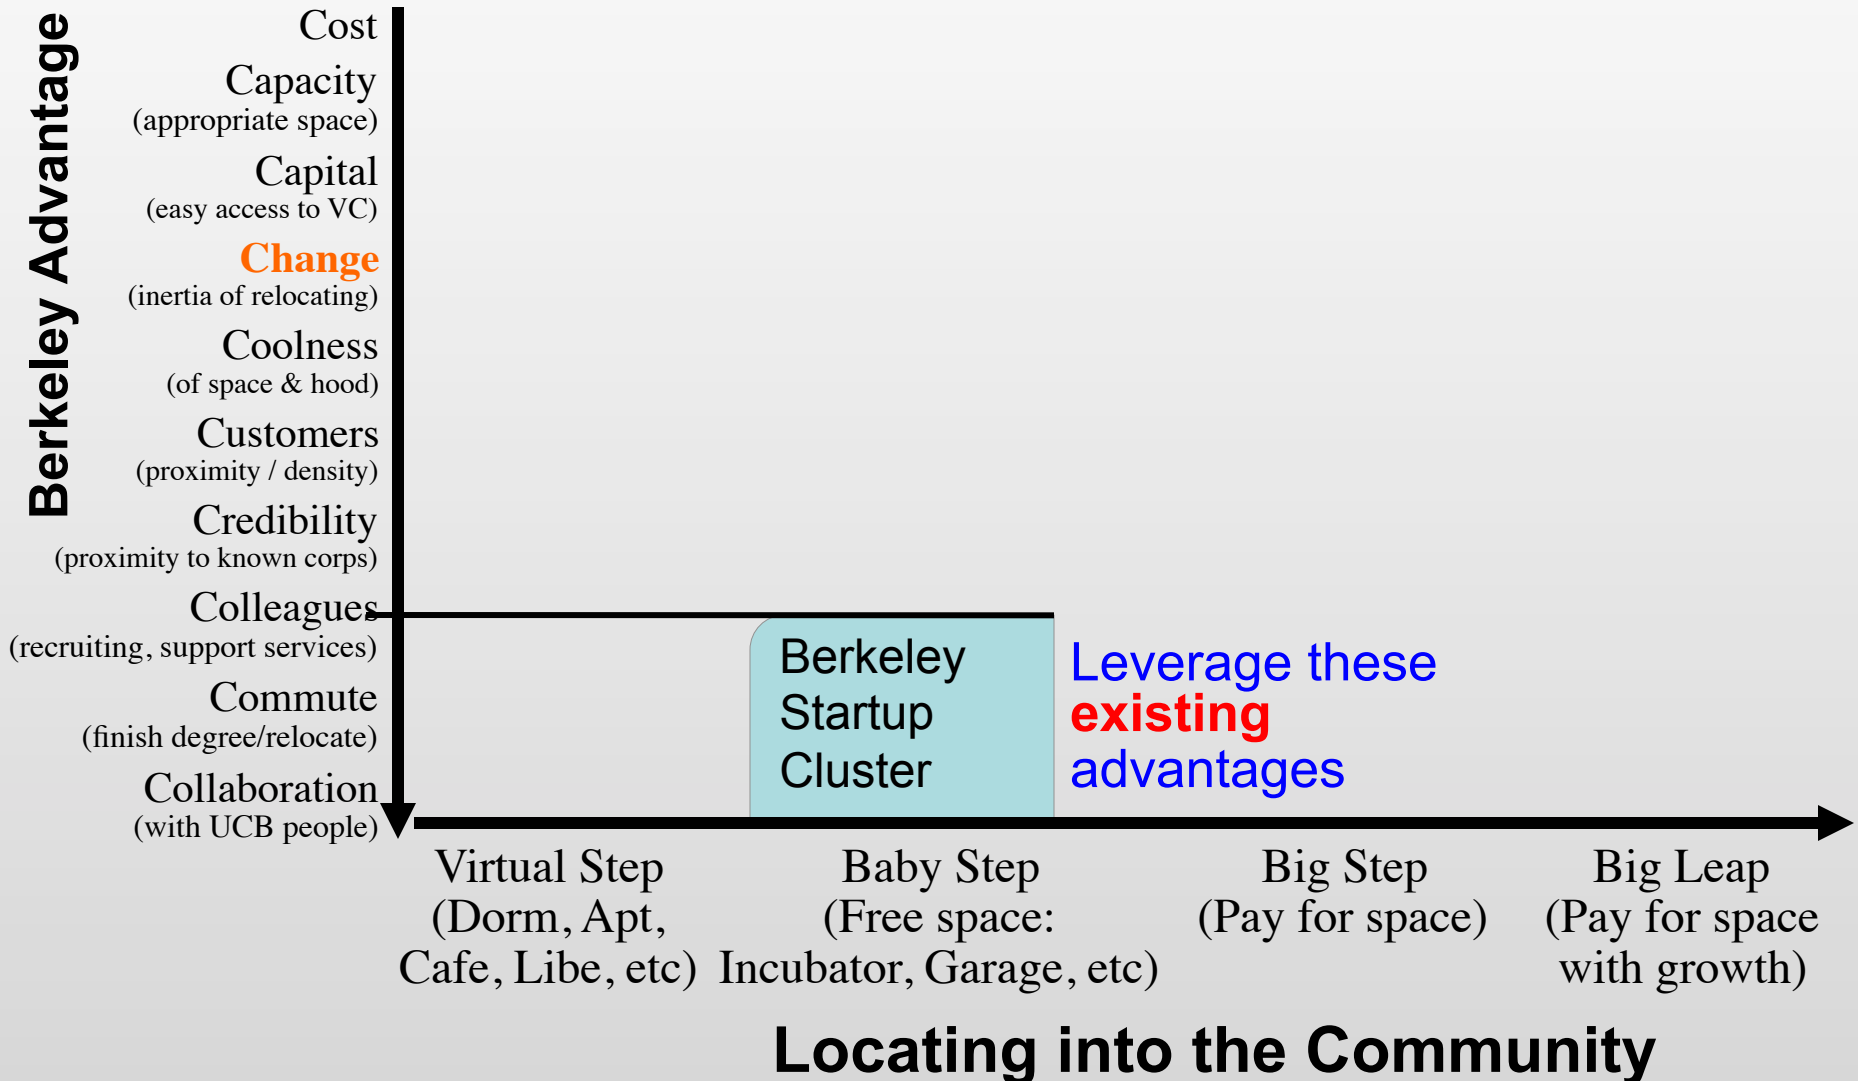 Berkeley Advantage
Cost
Capacity
(appropriate space)
Capital
(easy access to VC)
Change
(inertia of relocating)
Coolness
(of space & hood)
Customers
(proximity / density)
Credibility
(proximity to known corps)
Colleagues
(recruiting, support services)
Commute
(finish degree/relocate)
Collaboration
(with UCB people)
Berkeley
Startup
Cluster
Leverage these
existing
advantages
Virtual Step
(Dorm, Apt,
Cafe, Libe, etc)
Baby Step
(Free space:
Incubator, Garage, etc)
Big Step
(Pay for space)
Big Leap
(Pay for space
with growth)
Locating into the Community